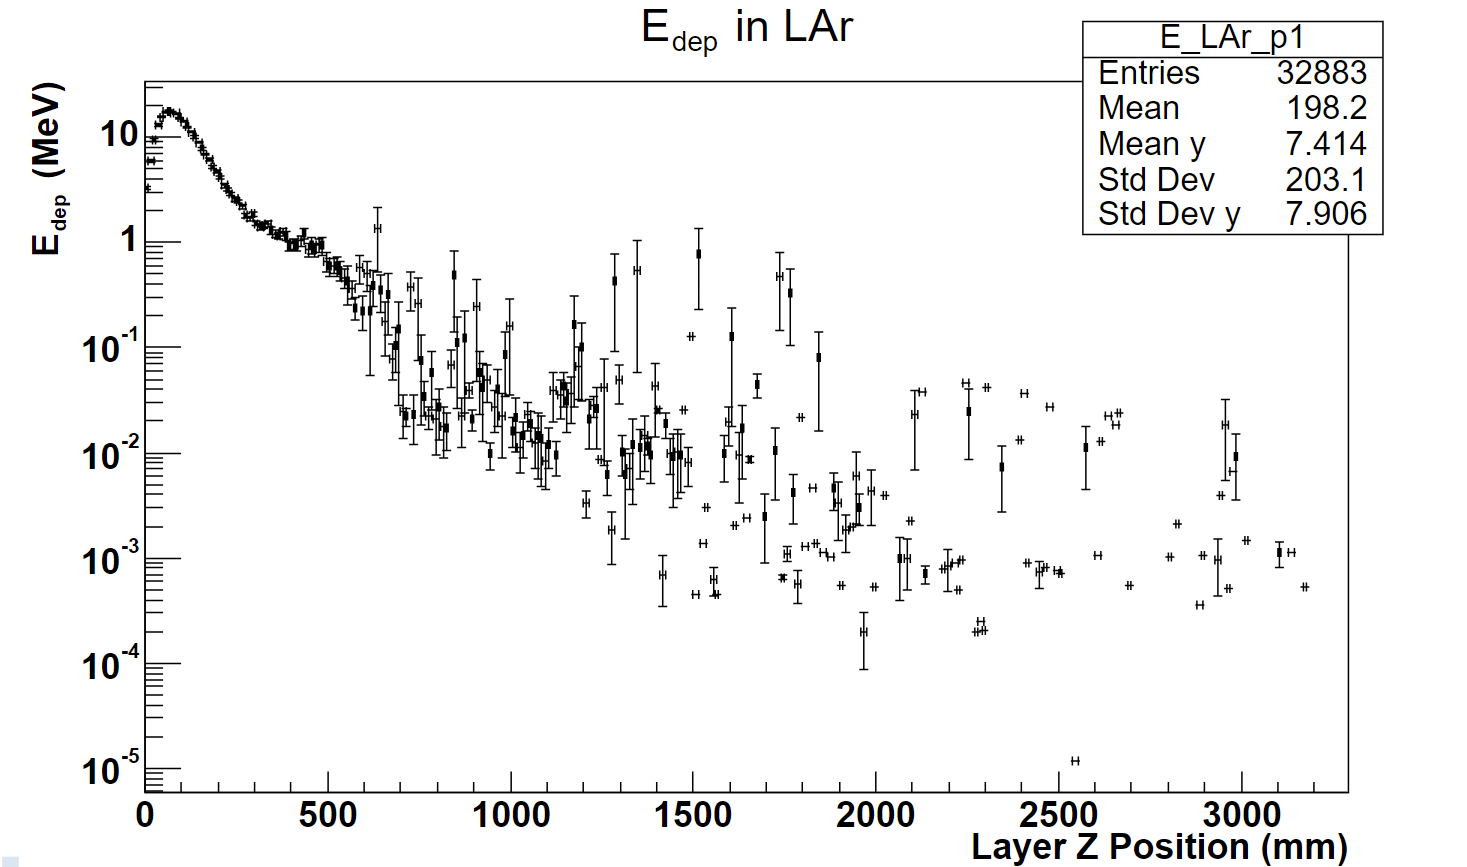 E_dep in LAr
E_LAr_p1
Entries 32883
Mean 198.2
Mean y 7.414
Std Dev 203.1
Std Dev y 7.906
E_dep (MeV)
10
1
10^-1
10^-2
10^-3
10^-4
10^-5
0 500 1000 1500 2000 2500 3000
Layer Z Position (mm)